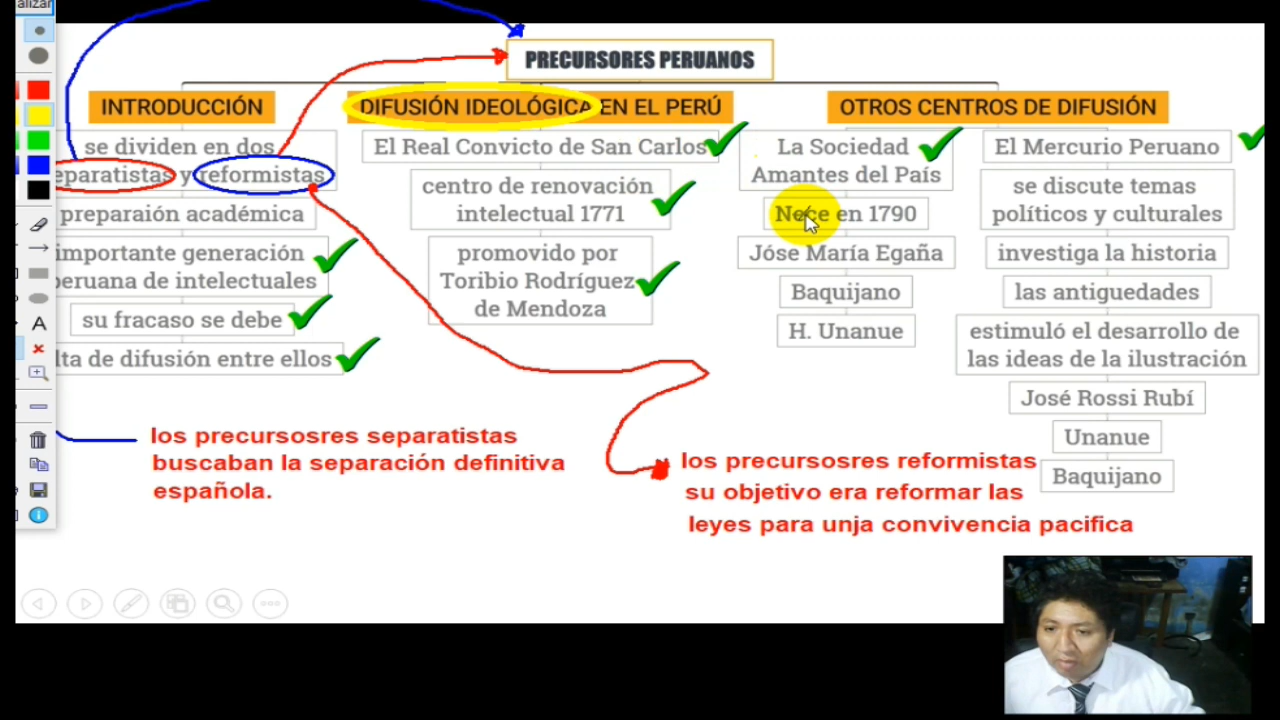 alizar
PRECURSORES PERUANOS
INTRODUCCIÓN
se dividen en dos
eparatistas y reformistas
preparaión académica
importante generación
peruana de intelectuales
su fracaso se debe
lta de difusión entre ellos
DIFUSIÓN IDEOLÓGICA EN EL PERÚ
El Real Convicto de San Carlos
centro de renovación
intelectual 1771
promovido por
Toribio Rodríguez
de Mendoza
OTROS CENTROS DE DIFUSIÓN
La Sociedad
Amantes del País
Nece en 1790
Jóse María Egaña
Baquijano
H. Unanue
El Mercurio Peruano
se discute temas
políticos y culturales
investiga la historia
las antiguedades
estimuló el desarrollo de
las ideas de la ilustración
José Rossi Rubí
Unanue
Baquijano
los precursosres separatistas
buscaban la separación definitiva
española.
los precursosres reformistas
su objetivo era reformar las
leyes para unja convivencia pacifica
A